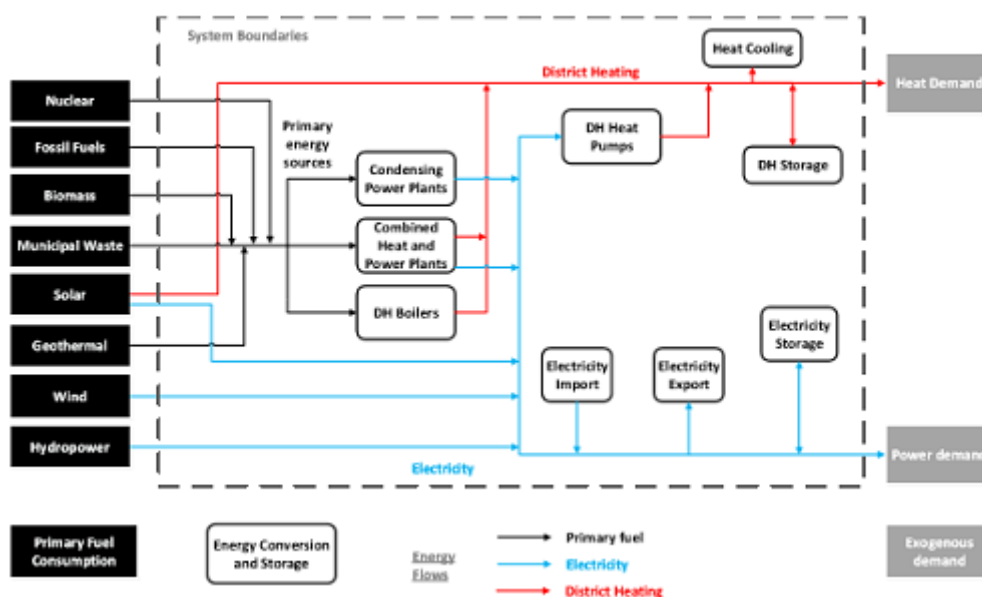 System Boundaries
Heat Cooling
District Heating
Nuclear
Heat Demand
Fossil Fuels
Primary
energy
sources
DH Heat
Pumps
Biomass
Condensing
Power Plants
DH Storage
Municipal Waste
Combined
Heat and
Power Plants
Solar
DH Boilers
Geothermal
Electricity
Storage
Electricity
Import
Electricity
Export
Wind
Hydropower
Electricity
Power demand
Primary Fuel
Consumption
Energy Conversion
and Storage
Energy
Flows
Primary fuel
Electricity
District Heating
Exogenous
demand